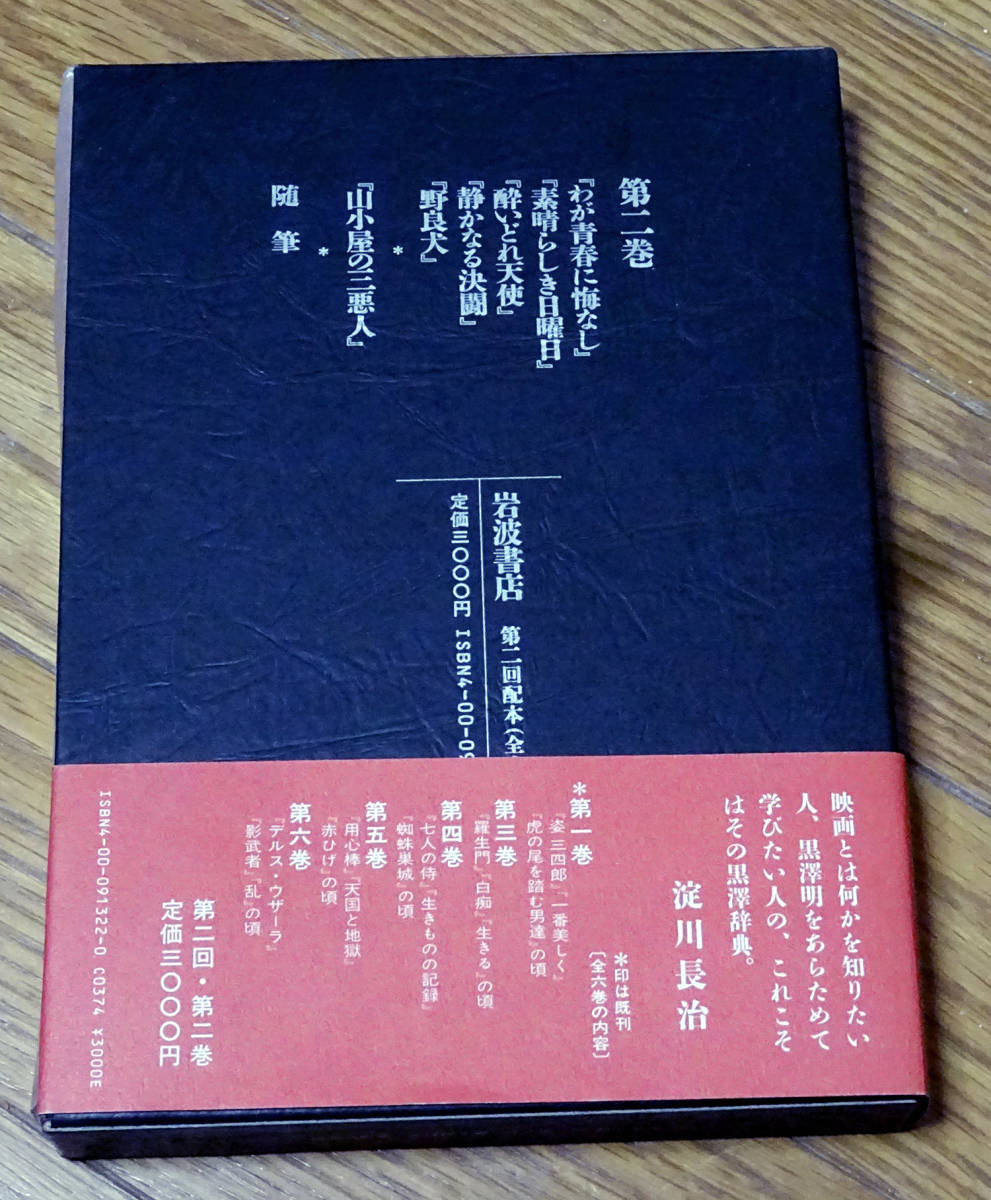 第二巻
『わが青春に悔なし』
『素晴らしき日曜日』
『酔いどれ天使』
『静かなる決闘』
『野良犬』
*
『山小屋の三悪人』
*
随筆
岩波書店 第二回配本(全
定価三〇〇〇円 ISBN4-00-09
映画とは何かを知りたい
人、黒澤明をあらためて
学びたい人の、これこそ
はその黒澤辞典。
淀川長治
*印は既刊
〔全六巻の内容〕
*第一巻
『姿三四郎』『一番美しく』
『虎の尾を踏む男達』の頃
第三巻
『羅生門』『白痴』『生きる』の頃
第四巻
『七人の侍』『生きものの記録』
『蜘蛛巣城』の頃
第五巻
『用心棒』『天国と地獄』
『赤ひげ』の頃
第六巻
『デルス・ウザーラ』
『影武者』『乱』の頃
第二回・第二巻
定価三〇〇〇円
ISBN4-00-091322-0 C0374 ¥3000E